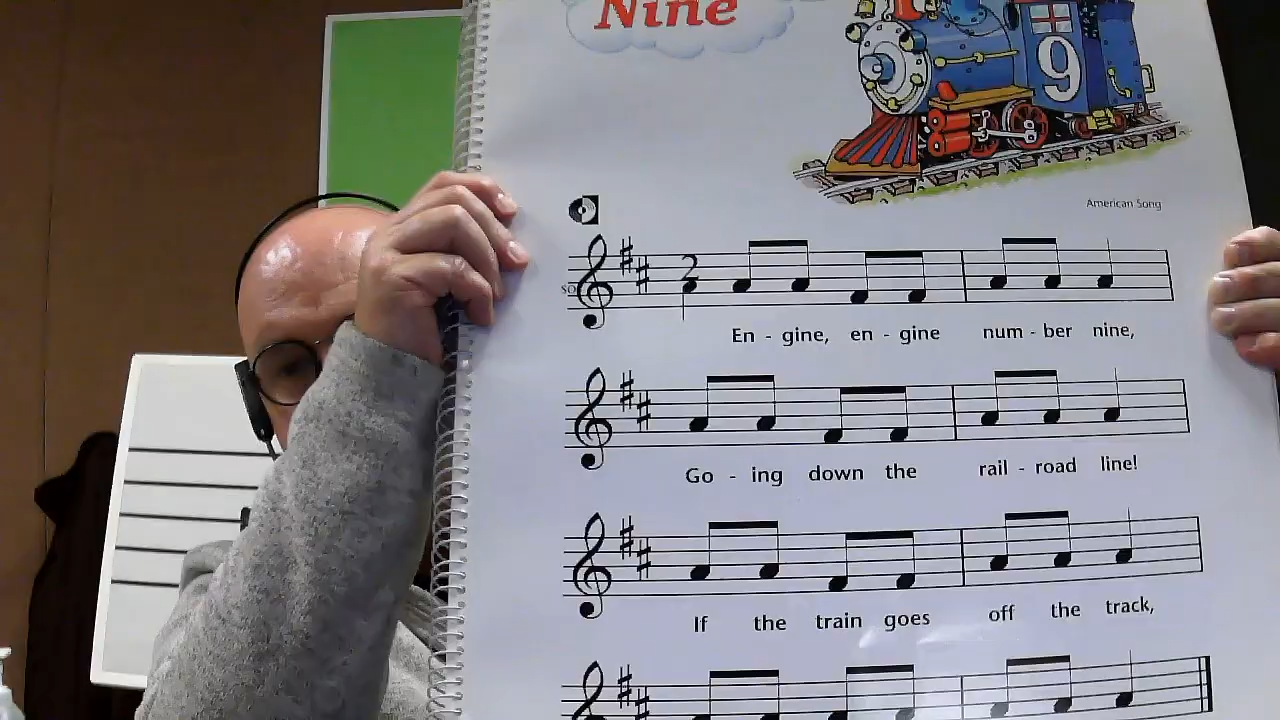 Nine
9
American Song
2
En - gine, en - gine num - ber nine,
Go - ing down the rail - road line!
If the train goes off the track,